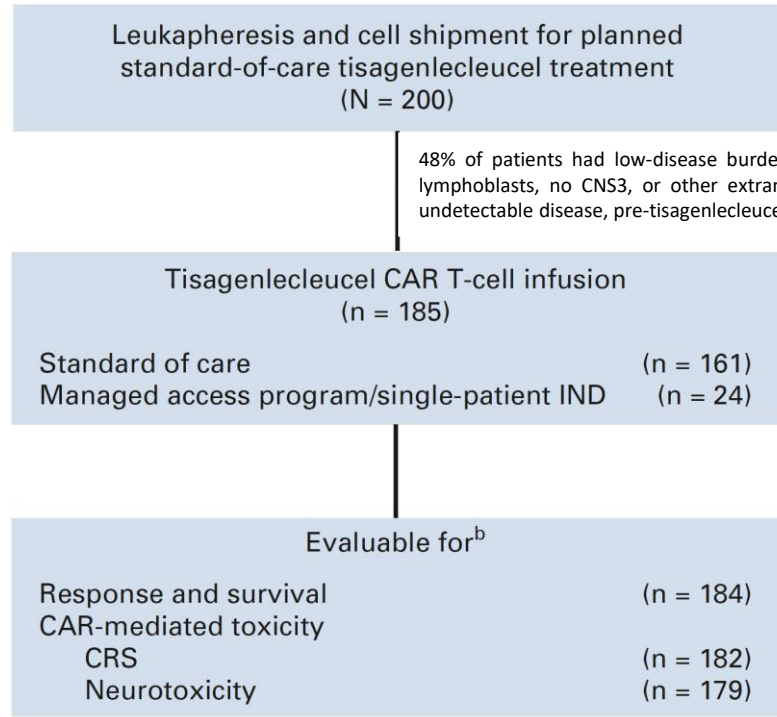 Leukapheresis and cell shipment for planned
standard-of-care tisagenlecleucel treatment
(N = 200)
48% of patients had low-disease burde
lymphoblasts, no CNS3, or other extran
undetectable disease, pre-tisagenlecleuce
Tisagenlecleucel CAR T-cell infusion
(n = 185)
Standard of care (n = 161)
Managed access program/single-patient IND (n = 24)
Evaluable for^b
Response and survival (n = 184)
CAR-mediated toxicity
CRS (n = 182)
Neurotoxicity (n = 179)